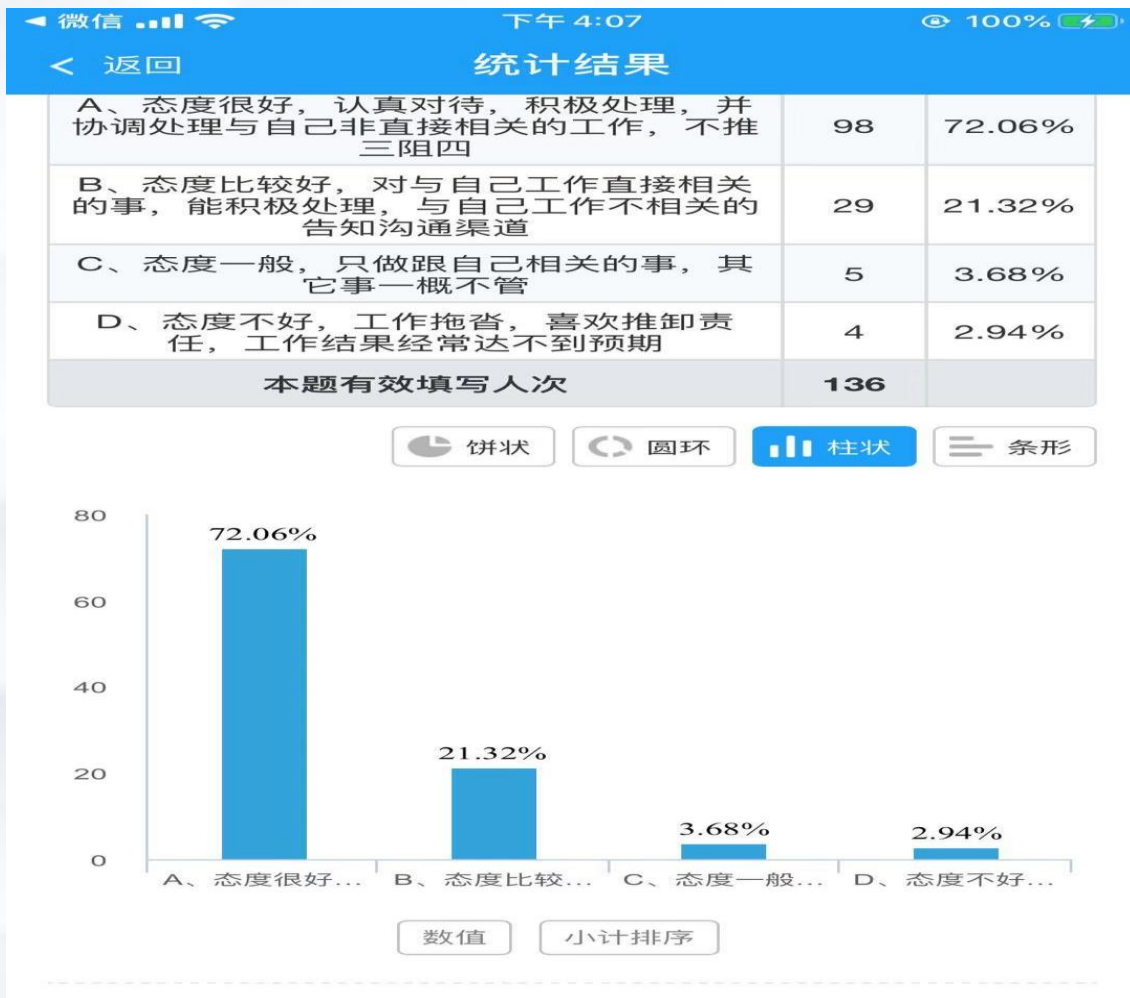 微信 下午 4:07 100%
< 返回 统计结果
A、态度很好，认真对待，积极处理，并
协调处理与自己非直接相关的工作，不推
三阻四
98 72.06%
B、态度比较好，对与自己工作直接相关
的事，能积极处理，与自己工作不相关的
告知沟通渠道
29 21.32%
C、态度一般，只做跟自己相关的事，其
它事一概不管
5 3.68%
D、态度不好，工作拖沓，喜欢推卸责
任，工作结果经常达不到预期
4 2.94%
本题有效填写人次 136
饼状 圆环 柱状 条形
80
72.06%
60
40
21.32%
20
3.68% 2.94%
0
A、态度很好... B、态度比较... C、态度一般... D、态度不好...
数值 小计排序